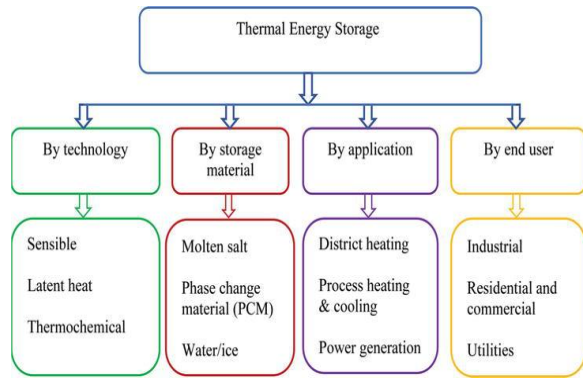 Thermal Energy Storage
By technology
By storage
material
By application
By end user
Sensible
Latent heat
Thermochemical
Molten salt
Phase change
material (PCM)
Water/ice
District heating
Process heating
& cooling
Power generation
Industrial
Residential and
commercial
Utilities